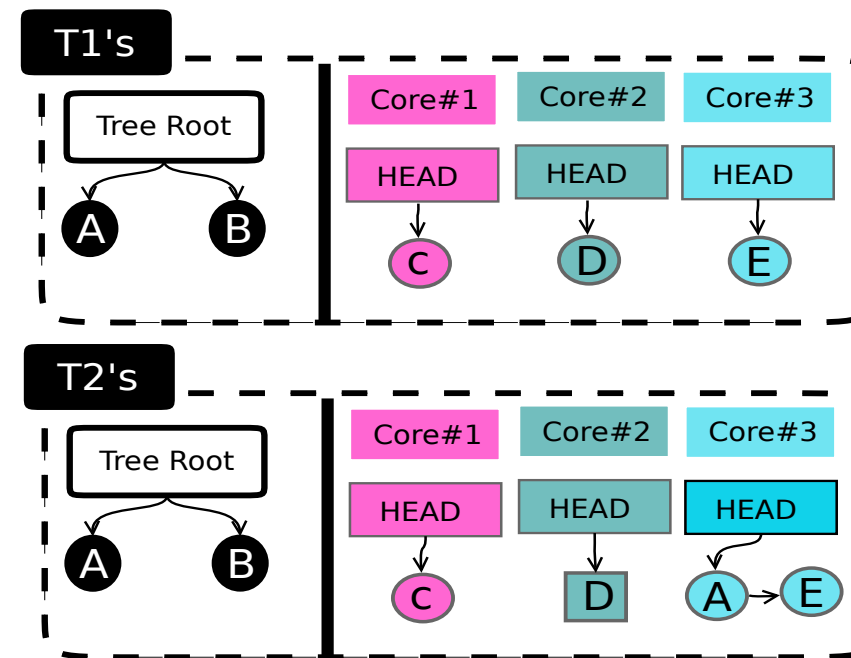 T1's
Core#1 Core#2 Core#3
Tree Root
HEAD HEAD HEAD
A B
c D E
T2's
Core#1 Core#2 Core#3
Tree Root
HEAD HEAD HEAD
A B
c D A E